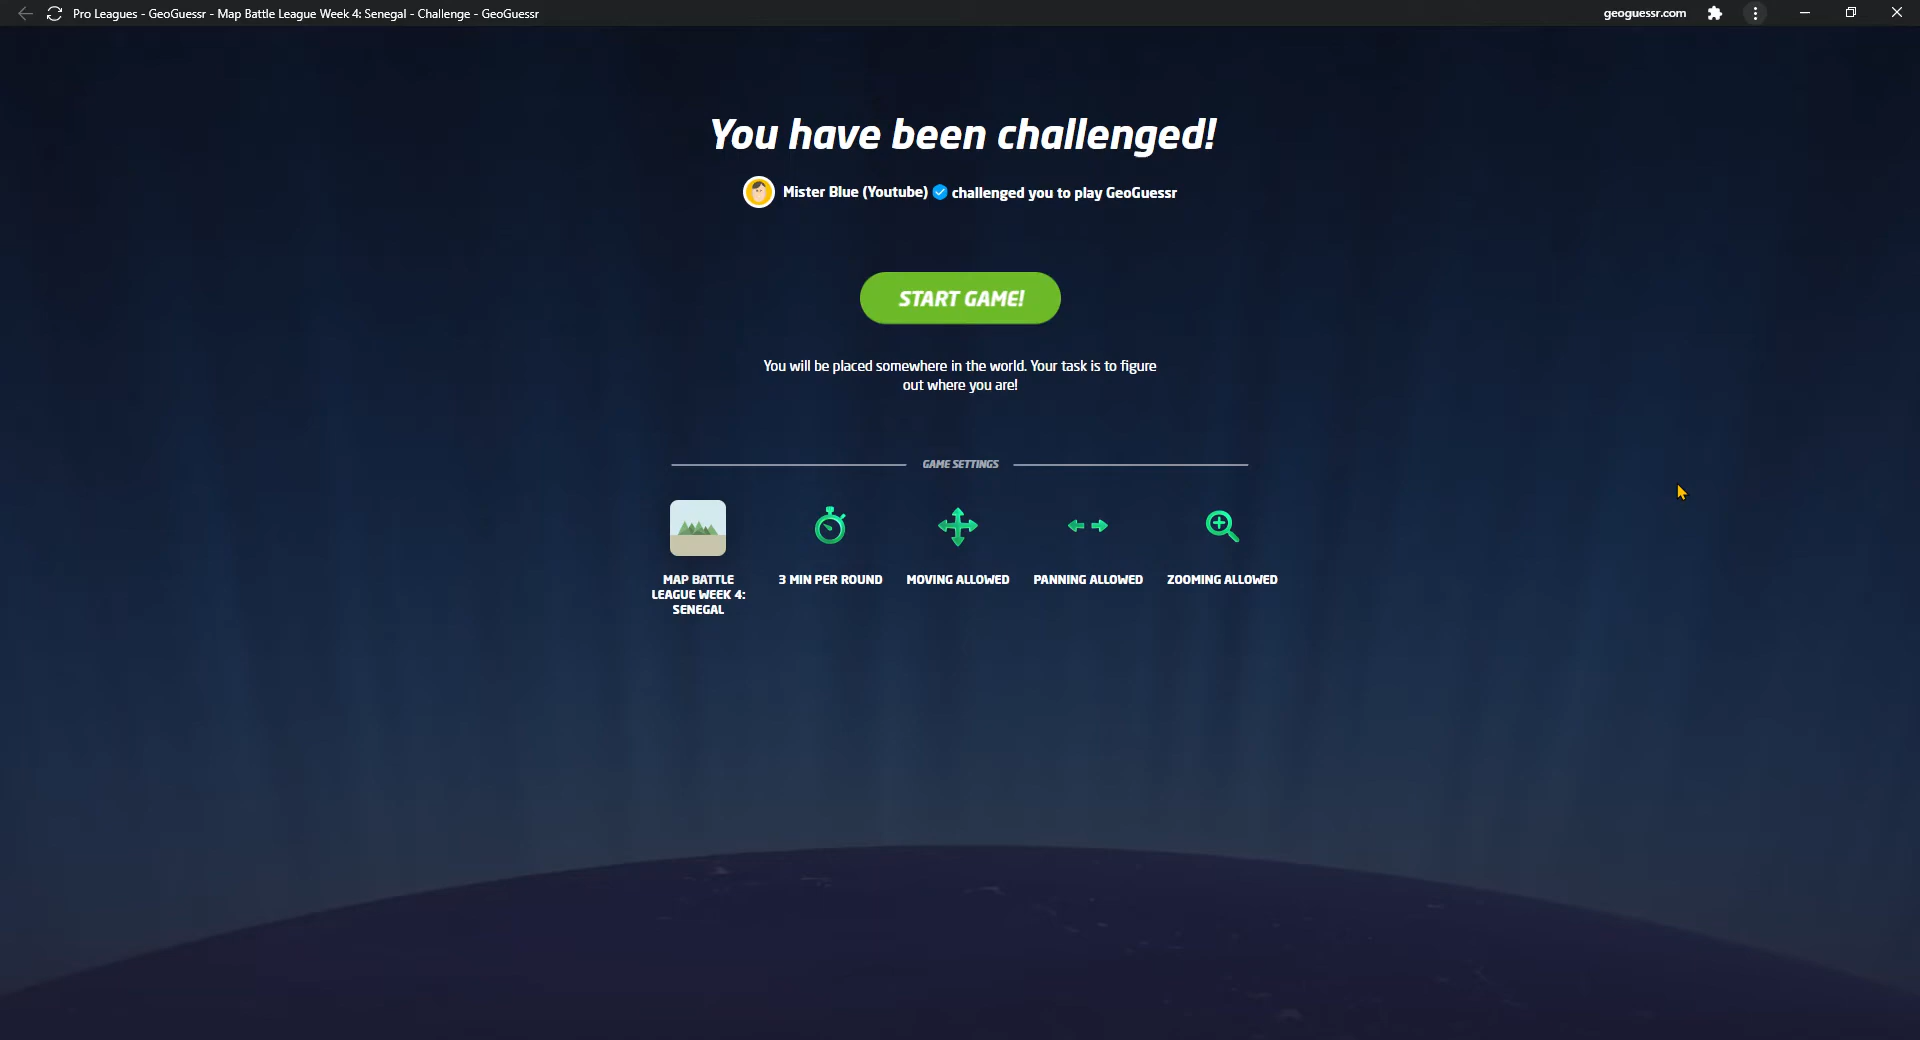 Pro Leagues - GeoGuessr - Map Battle League Week 4: Senegal - Challenge - GeoGuessr
geoguessr.com
You have been challenged!
Mister Blue (Youtube) challenged you to play GeoGuessr
START GAME!
You will be placed somewhere in the world. Your task is to figure
out where you are!
GAME SETTINGS
MAP BATTLE
LEAGUE WEEK 4:
SENEGAL
3 MIN PER ROUND
MOVING ALLOWED
PANNING ALLOWED
ZOOMING ALLOWED